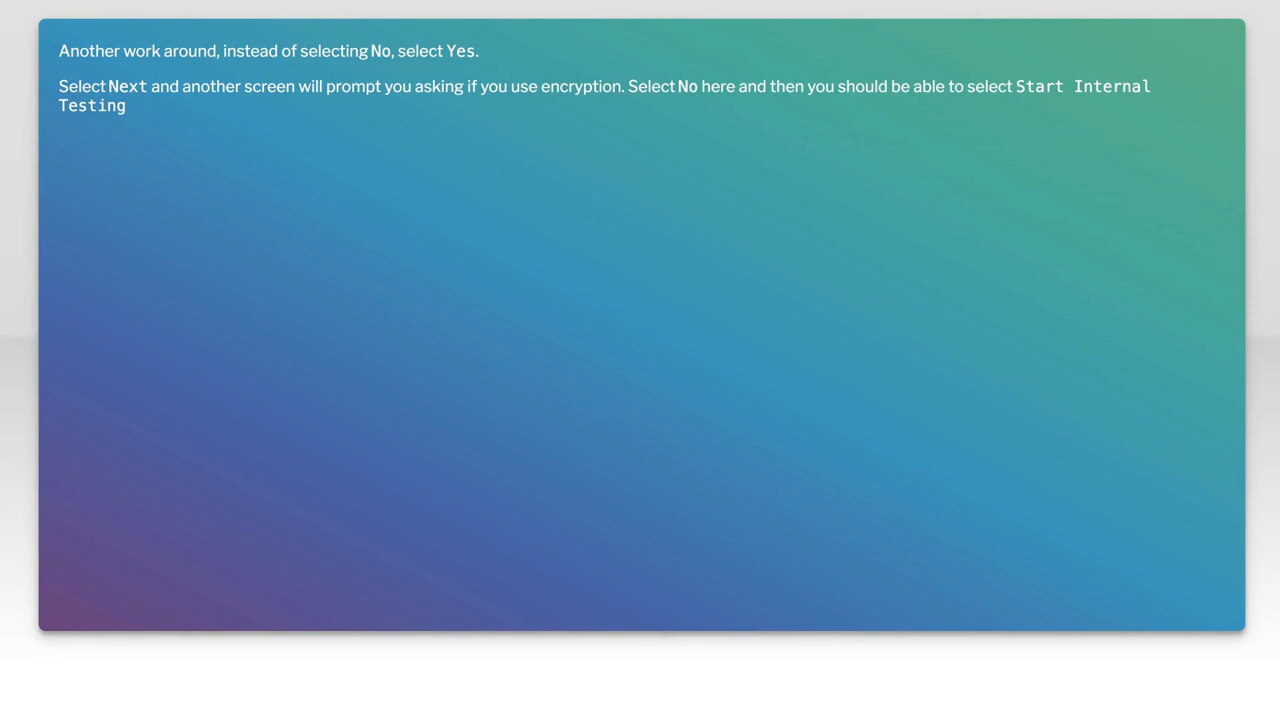 Another work around, instead of selecting No, select Yes.
Select Next and another screen will prompt you asking if you use encryption. Select No here and then you should be able to select Start Internal
Testing